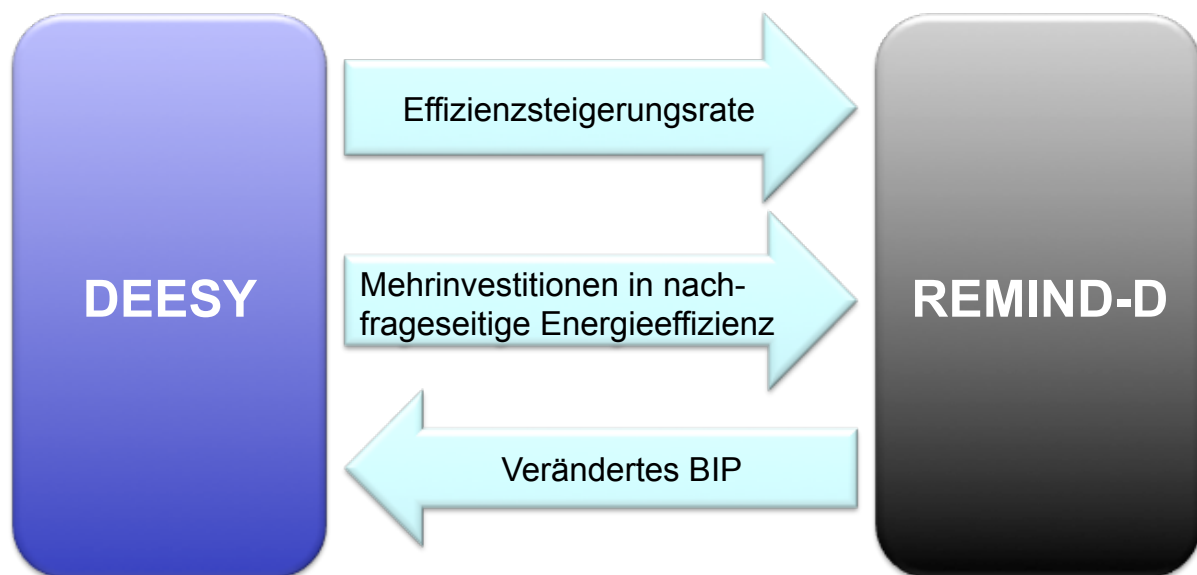 DEESY
Effizienzsteigerungsrate
Mehrinvestitionen in nach-
frageseitige Energieeffizienz
Verändertes BIP
REMIND-D